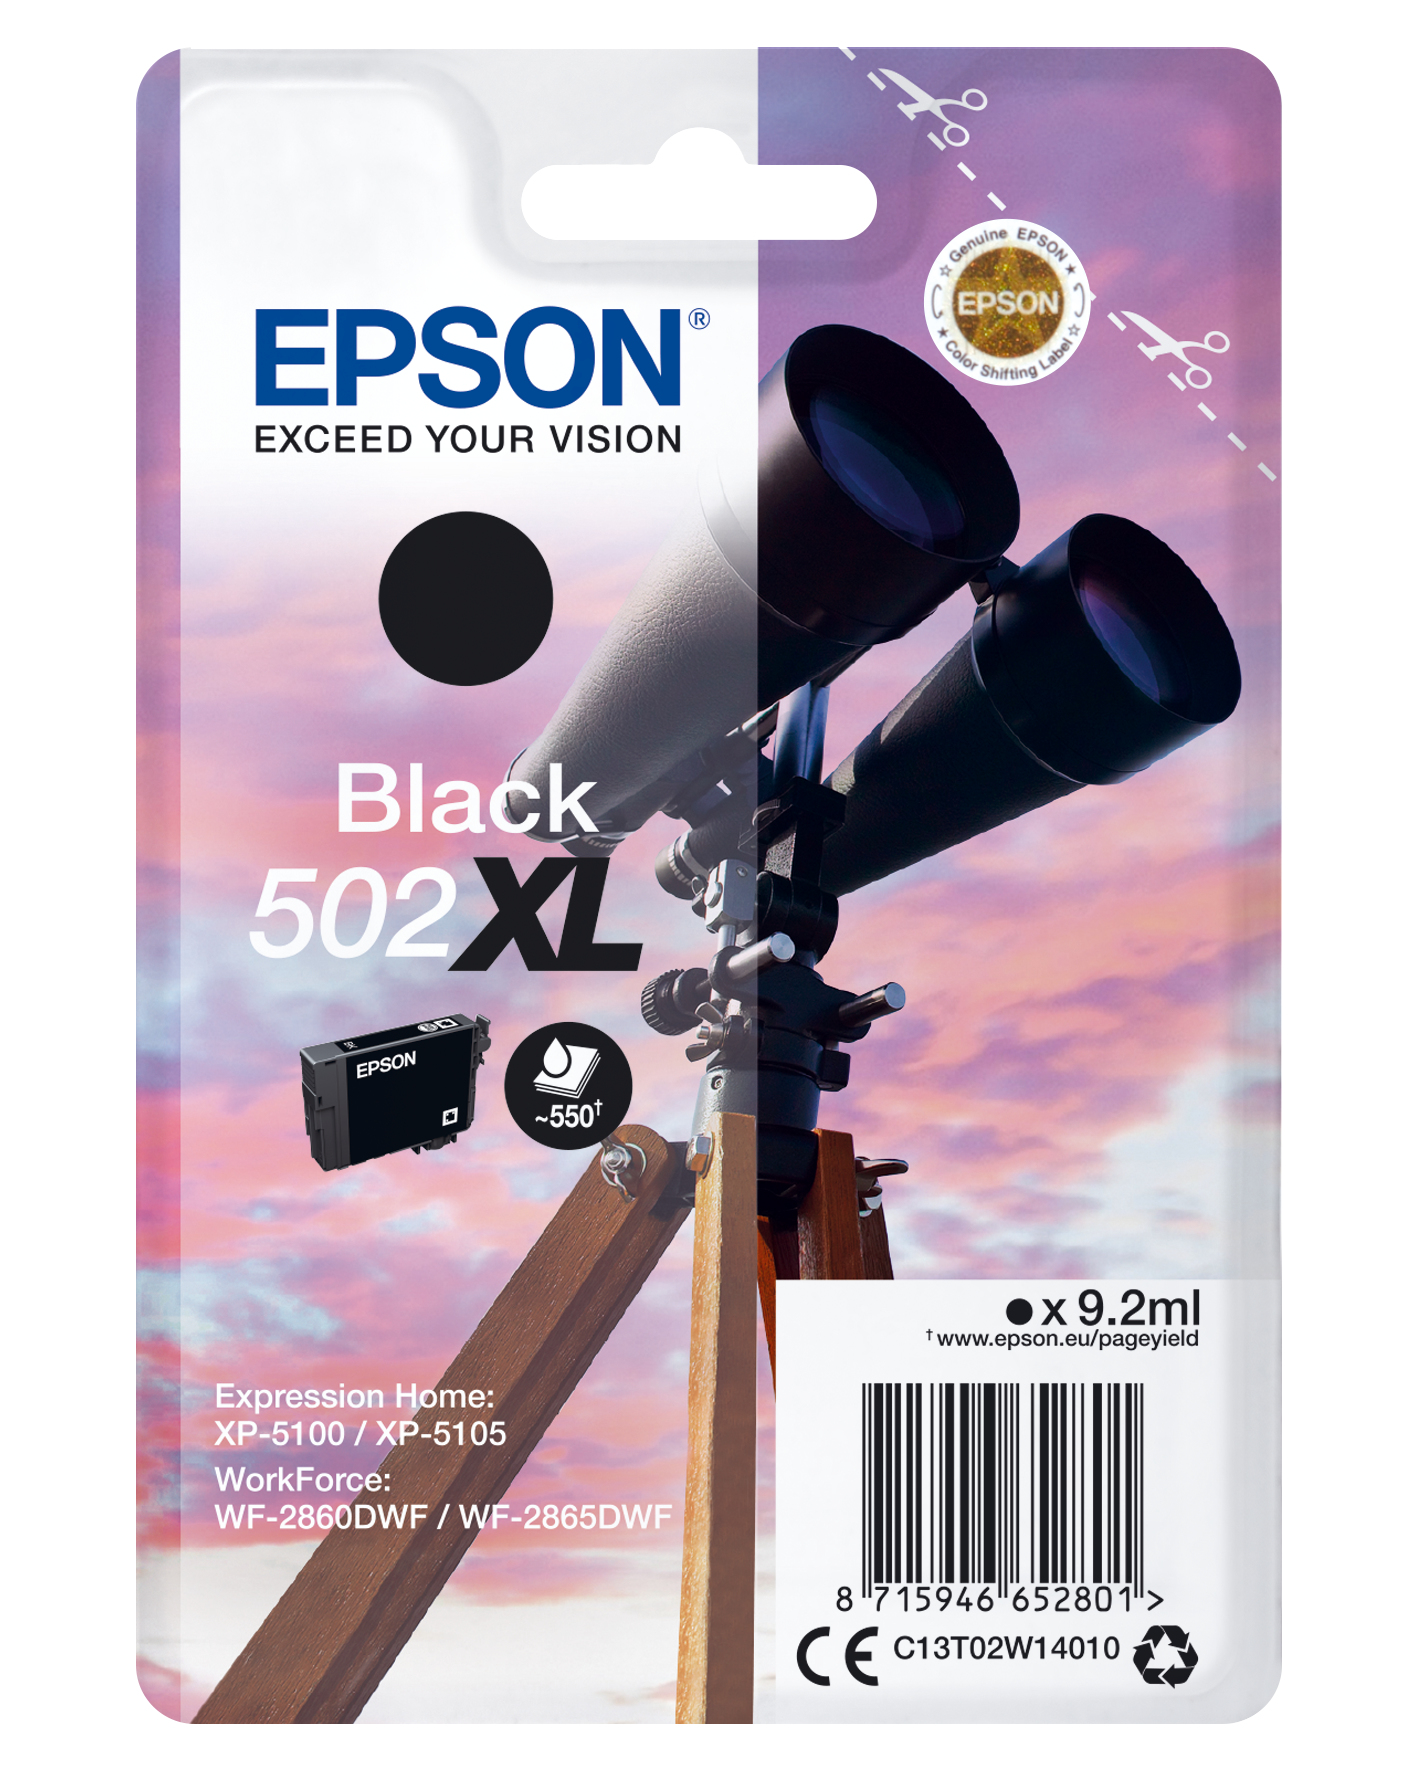 EPSON®
EXCEED YOUR VISION
Genuine EPSON
EPSON
Color Shifting Label
Black
502XL
EPSON
~550†
x 9.2ml
† www.epson.eu/pageyield
Expression Home:
XP-5100 / XP-5105
WorkForce:
WF-2860DWF / WF-2865DWF
8 715946 652801 >
CE C13T02W14010